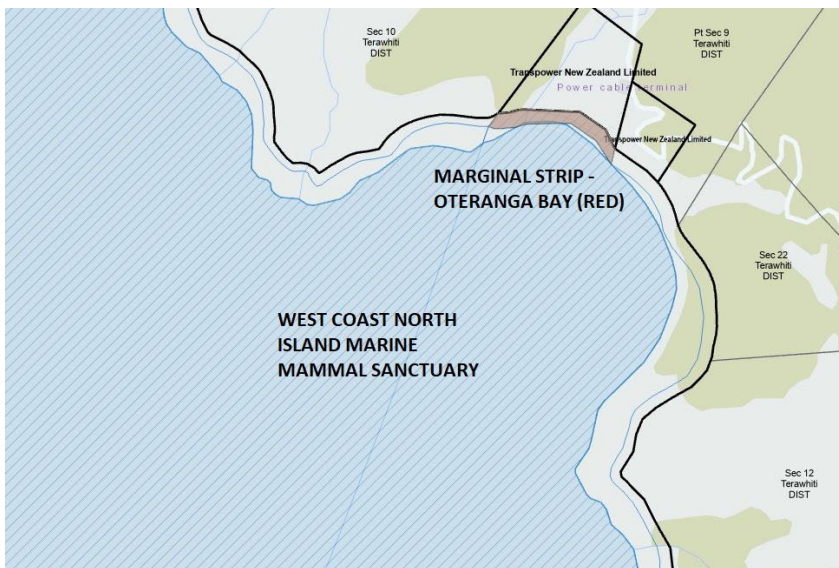 Sec 10
Terawhiti
DIST
Pt Sec 9
Terawhiti
DIST
Transpower New Zealand Limited
Power cable terminal
Transpower New Zealand Limited
MARGINAL STRIP -
OTERANGA BAY (RED)
Sec 22
Terawhiti
DIST
WEST COAST NORTH
ISLAND MARINE
MAMMAL SANCTUARY
Sec 12
Terawhiti
DIST